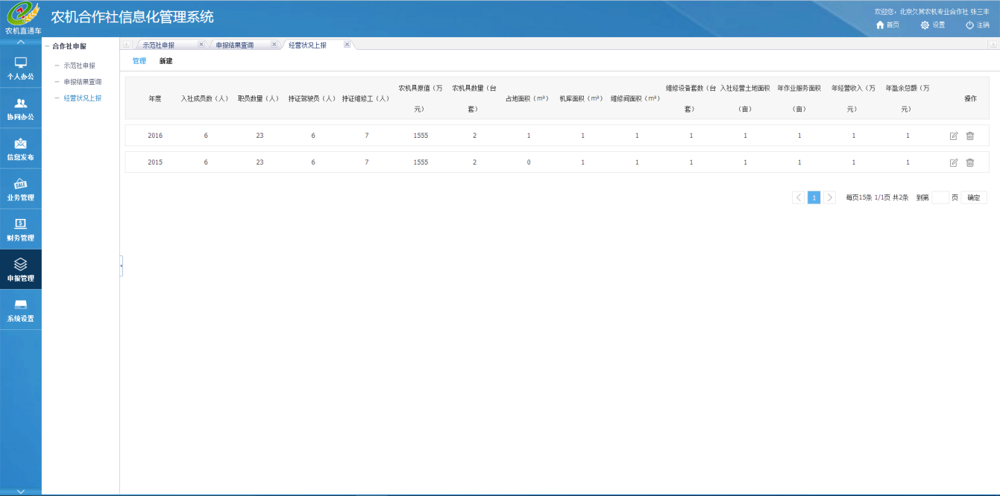 农机合作社信息化管理系统
欢迎您，北京久其农机专业合作社 张三丰
农机直通车
首页 设置 注销
个人办公
协同办公
信息发布
业务管理
财务管理
申报管理
系统设置
合作社申报
示范社申报
申报结果查询
经营状况上报
示范社申报 申报结果查询 经营状况上报
管理 新建
年度 入社成员数（人） 职员数量（人） 持证驾驶员（人） 持证维修工（人） 农机具原值（万元） 农机具数量（台套） 占地面积（m²） 机库面积（m²） 维修间面积（m²） 维修设备套数（台套） 入社经营土地面积（亩） 年作业服务面积（亩） 年经营收入（万元） 年盈余总额（万元） 操作
2016 6 23 6 7 1555 2 1 1 1 1 1 1 1 1
2015 6 23 6 7 1555 2 0 1 1 1 1 1 1 1
1 每页15条 1/1页 共2条 到第 页 确定